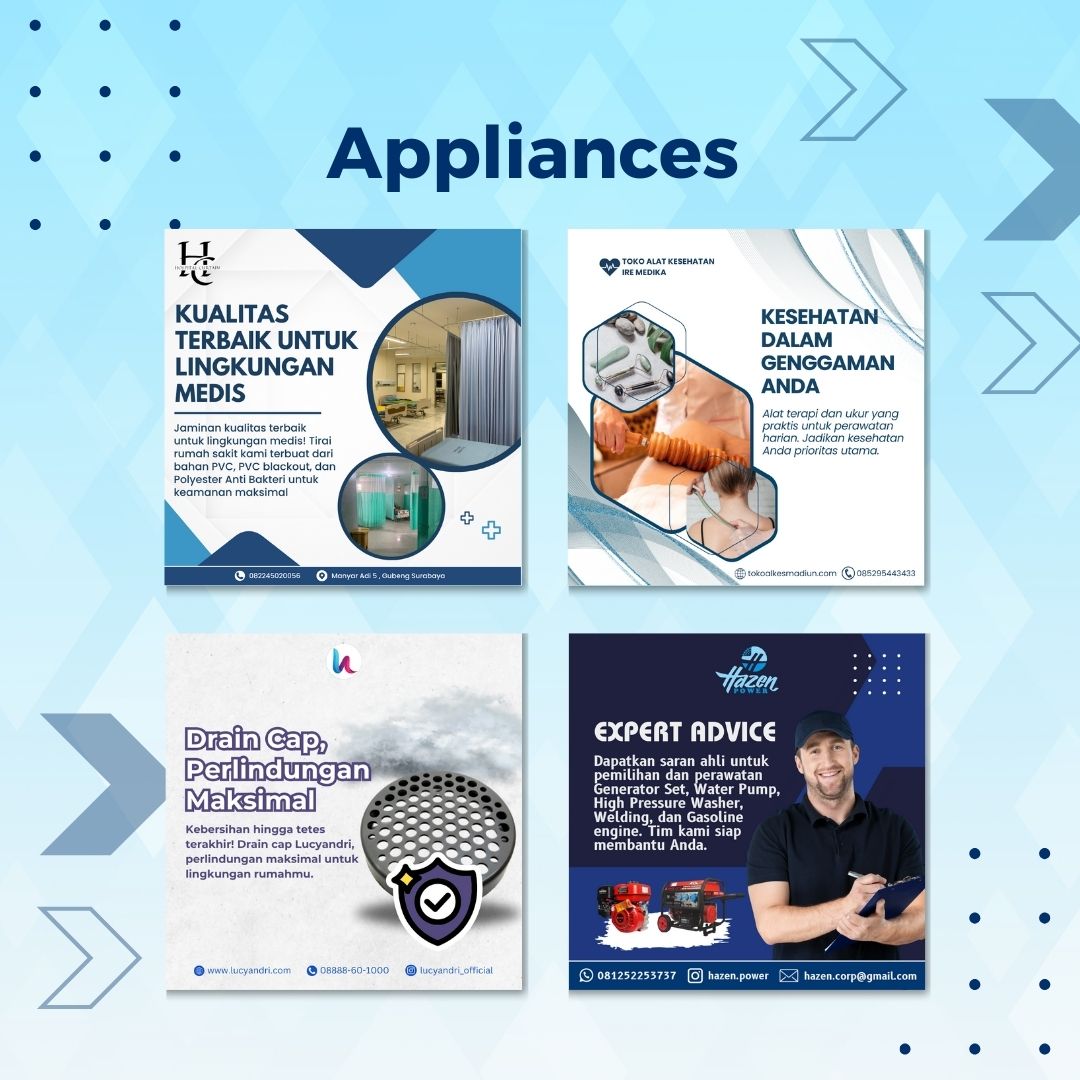 Appliances
HC
HOSPITAL CURTAIN
KUALITAS
TERBAIK UNTUK
LINGKUNGAN
MEDIS
Jaminan kualitas terbaik
untuk lingkungan medis! Tirai
rumah sakit kami terbuat dari
bahan PVC, PVC blackout, dan
Polyester Anti Bakteri untuk
keamanan maksimal
082245020056 Manyar Adi 5 , Gubeng Surabaya
TOKO ALAT KESEHATAN
IRE MEDIKA
KESEHATAN
DALAM
GENGGAMAN
ANDA
Alat terapi dan ukur yang
praktis untuk perawatan
harian. Jadikan kesehatan
Anda prioritas utama.
tokoalkesmadiun.com 085295443433
Drain Cap,
Perlindungan
Maksimal
Kebersihan hingga tetes
terakhir! Drain cap Lucyandri,
perlindungan maksimal untuk
lingkungan rumahmu.
www.lucyandri.com 08888-60-1000 lucyandri_official
Hazen
POWER
EXPERT ADVICE
Dapatkan saran ahli untuk
pemilihan dan perawatan
Generator Set, Water Pump,
High Pressure Washer,
Welding, dan Gasoline
engine. Tim kami siap
membantu Anda.
081252253737 hazen.power hazen.corp@gmail.com